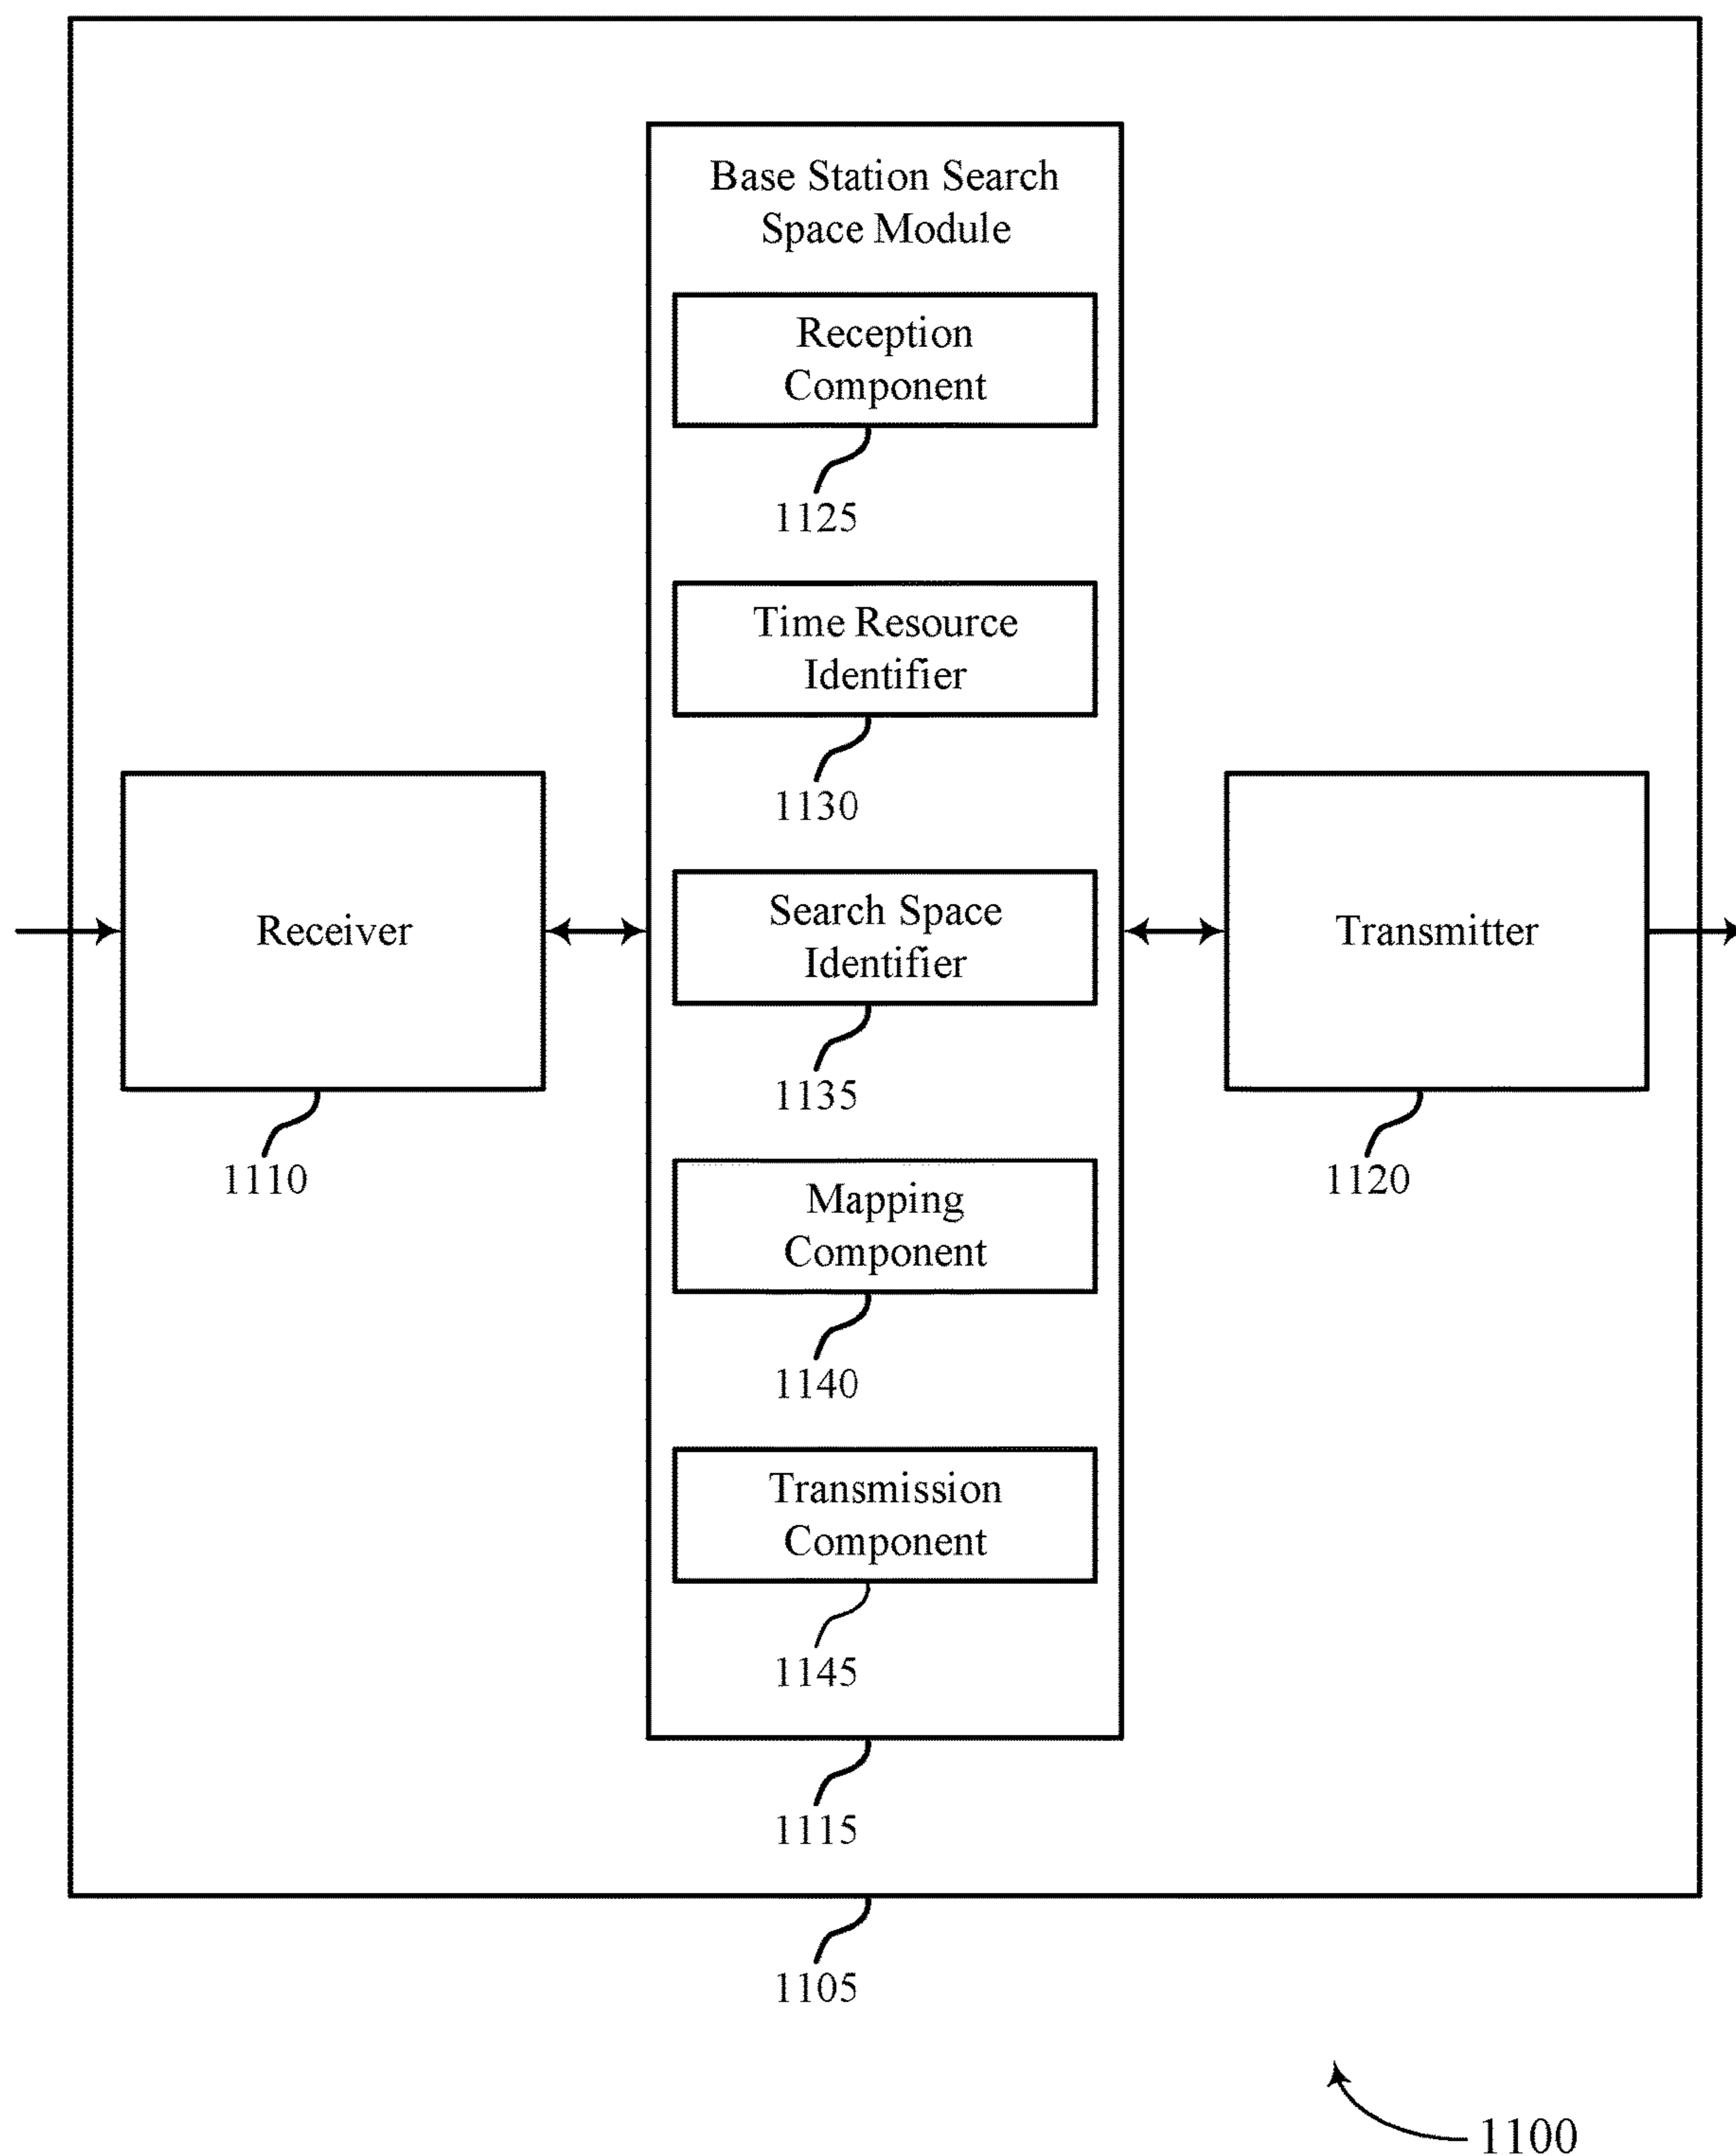 Base Station Search
Space Module
Reception
Component
1125
Time Resource
Identifier
1130
Receiver
1110
Search Space
Identifier
1135
Transmitter
1120
Mapping
Component
1140
Transmission
Component
1145
1115
1105
1100